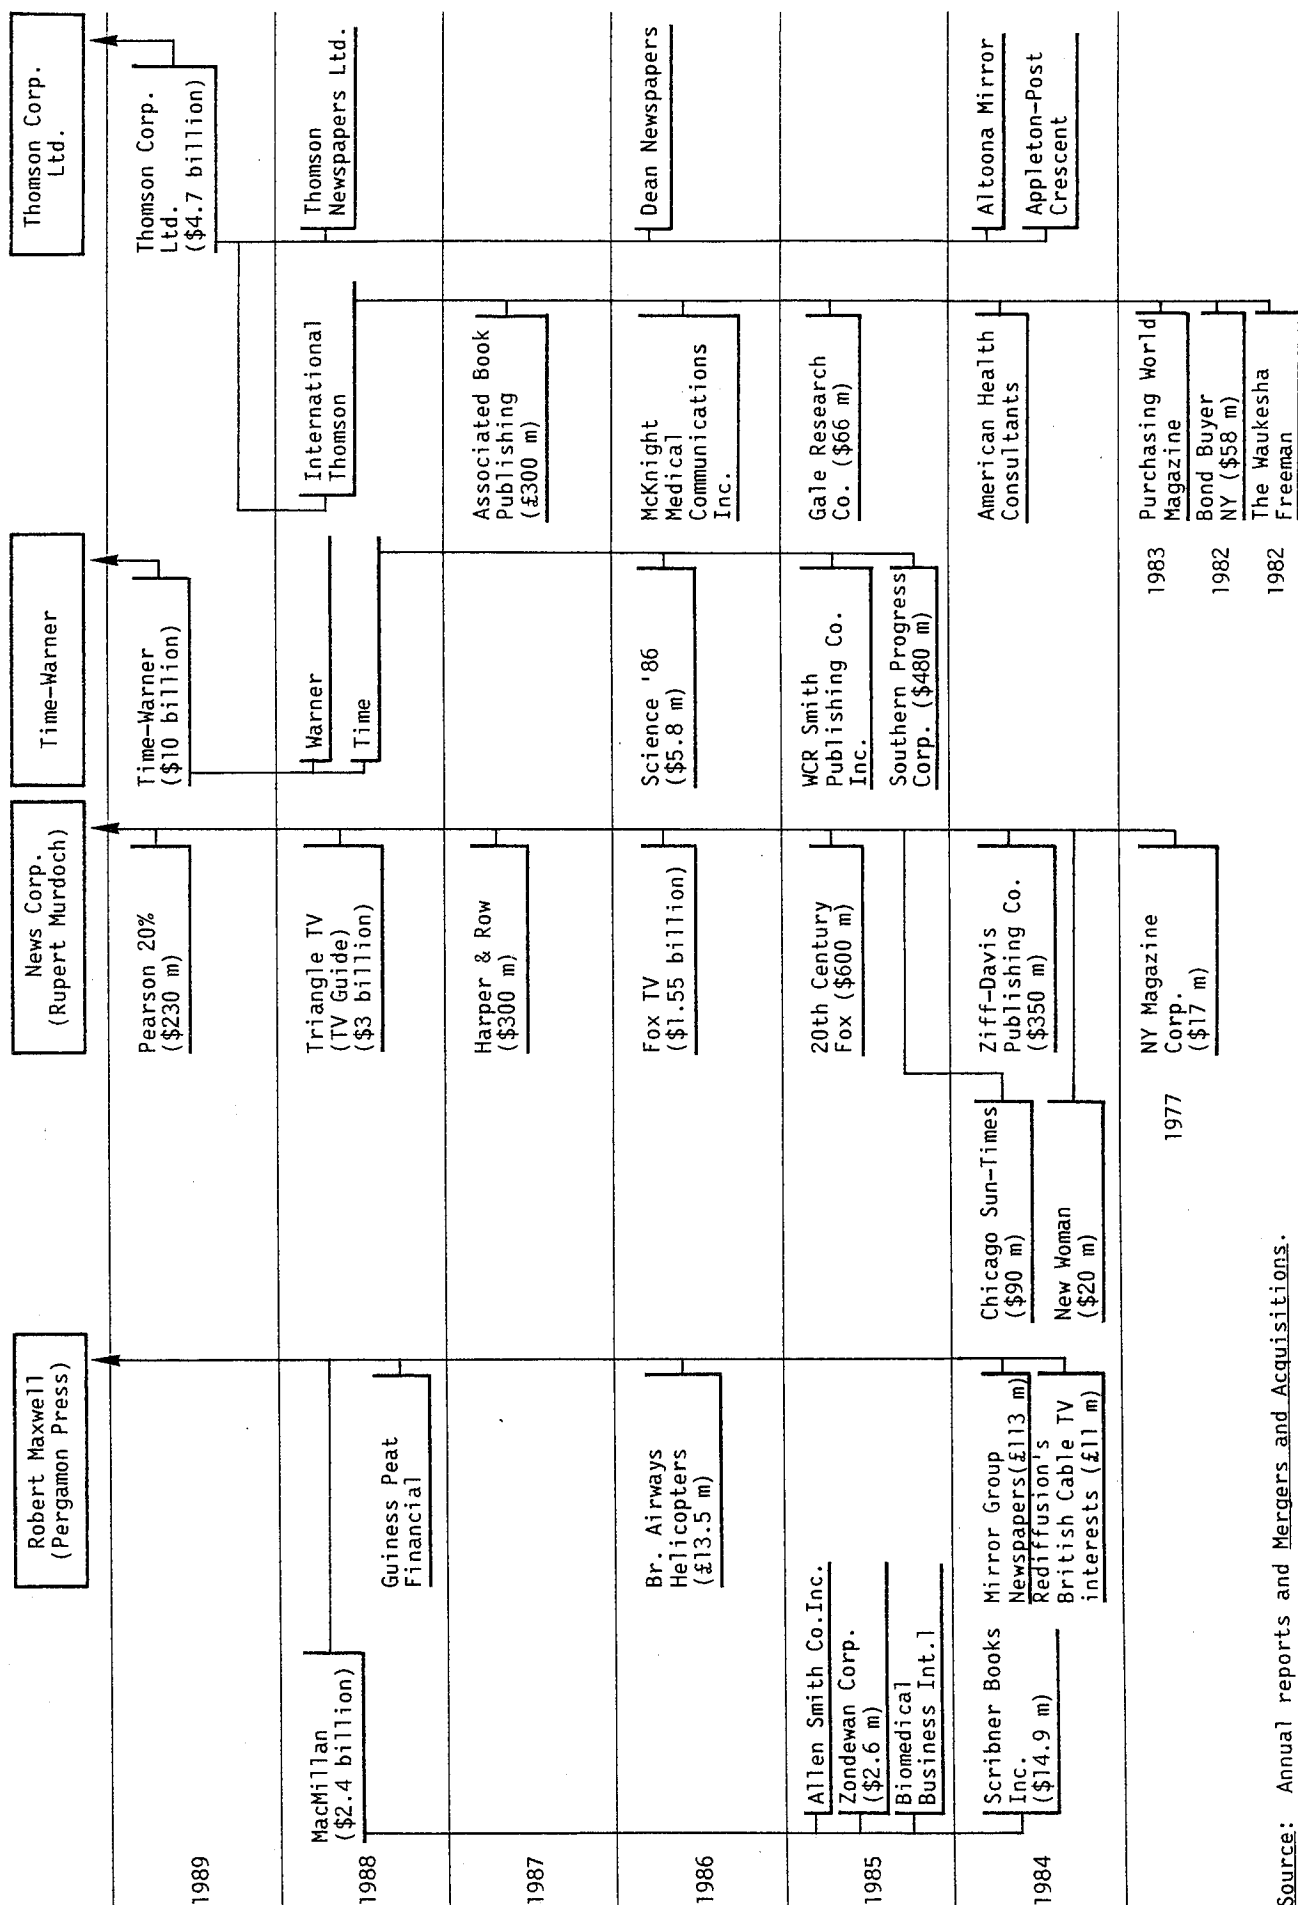 Robert Maxwell
(Pergamon Press)
News Corp.
(Rupert Murdoch)
Time-Warner
Thomson Corp.
Ltd.
1989
Pearson 20%
($230 m)
Time-Warner
($10 billion)
Thomson Corp.
Ltd.
($4.7 billion)
1988
MacMillan
($2.4 billion)
Guiness Peat
Financial
Triangle TV
(TV Guide)
($3 billion)
Warner
Time
International
Thomson
Thomson
Newspapers Ltd.
1987
Harper & Row
($300 m)
Associated Book
Publishing
(£300 m)
1986
Br. Airways
Helicopters
(£13.5 m)
Fox TV
($1.55 billion)
Science '86
($5.8 m)
McKnight
Medical
Communications
Inc.
Dean Newspapers
1985
Allen Smith Co.Inc.
Zondewan Corp.
($2.6 m)
Biomedical
Business Int.l
20th Century
Fox ($600 m)
WCR Smith
Publishing Co.
Inc.
Southern Progress
Corp. ($480 m)
Gale Research
Co. ($66 m)
1984
Scribner Books
Inc.
($14.9 m)
Mirror Group
Newspapers(£113 m)
Rediffusion's
British Cable TV
interests (£11 m)
Chicago Sun-Times
($90 m)
New Woman
($20 m)
Ziff-Davis
Publishing Co.
($350 m)
American Health
Consultants
Altoona Mirror
Appleton-Post
Crescent
1977
NY Magazine
Corp.
($17 m)
1983
Purchasing World
Magazine
1982
Bond Buyer
NY ($58 m)
1982
The Waukesha
Freeman
Source: Annual reports and Mergers and Acquisitions.